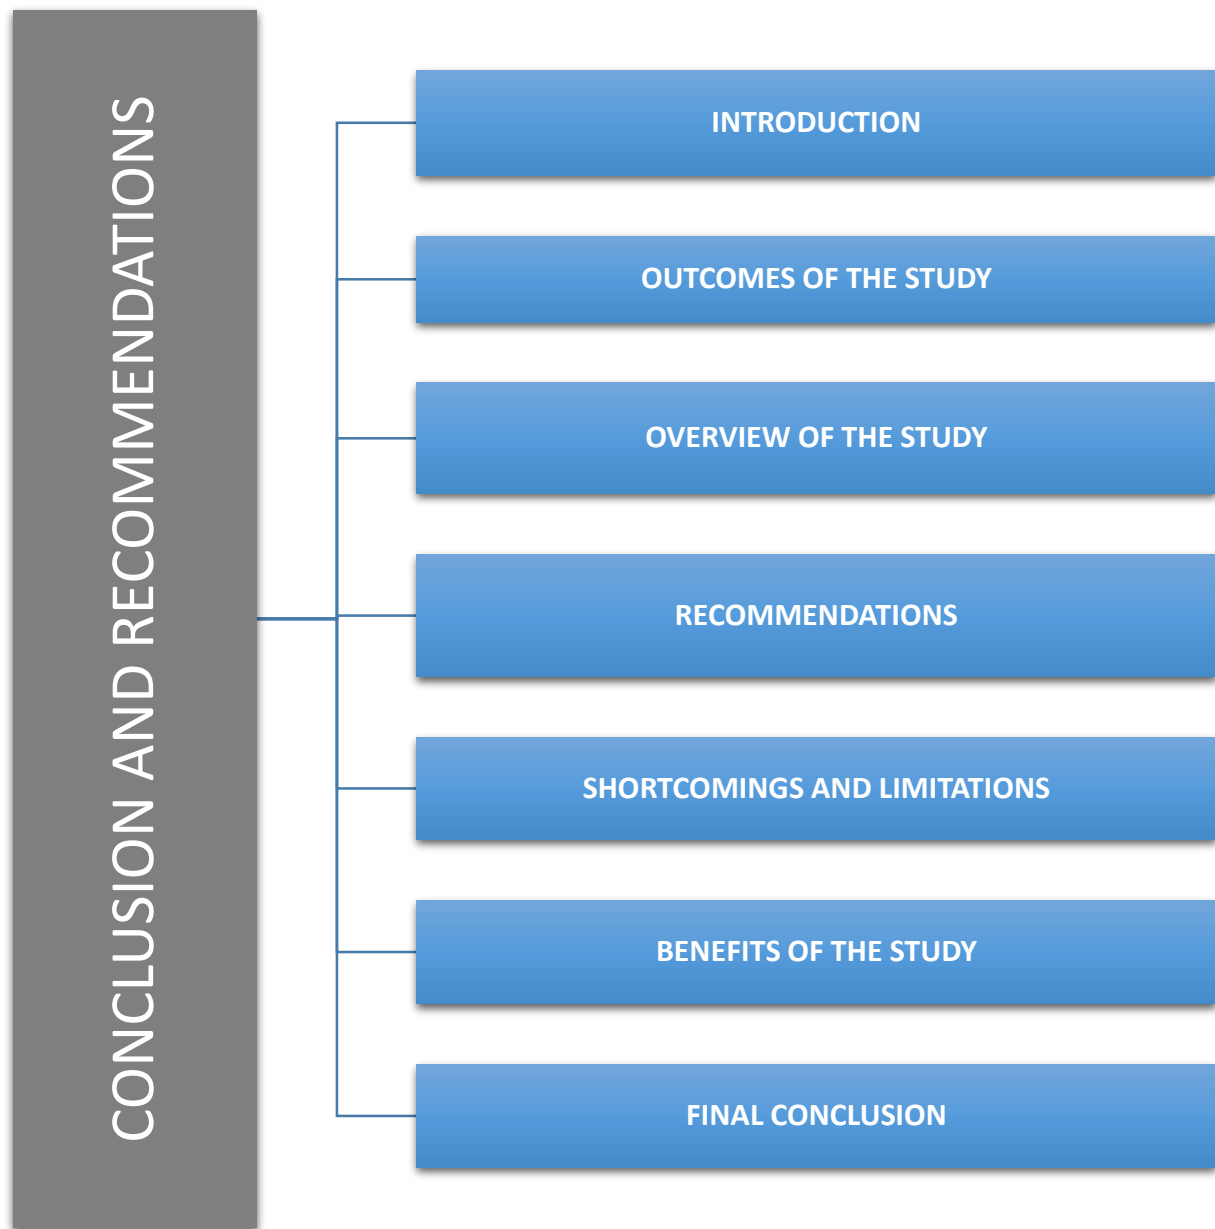 CONCLUSION AND RECOMMENDATIONS
INTRODUCTION
OUTCOMES OF THE STUDY
OVERVIEW OF THE STUDY
RECOMMENDATIONS
SHORTCOMINGS AND LIMITATIONS
BENEFITS OF THE STUDY
FINAL CONCLUSION